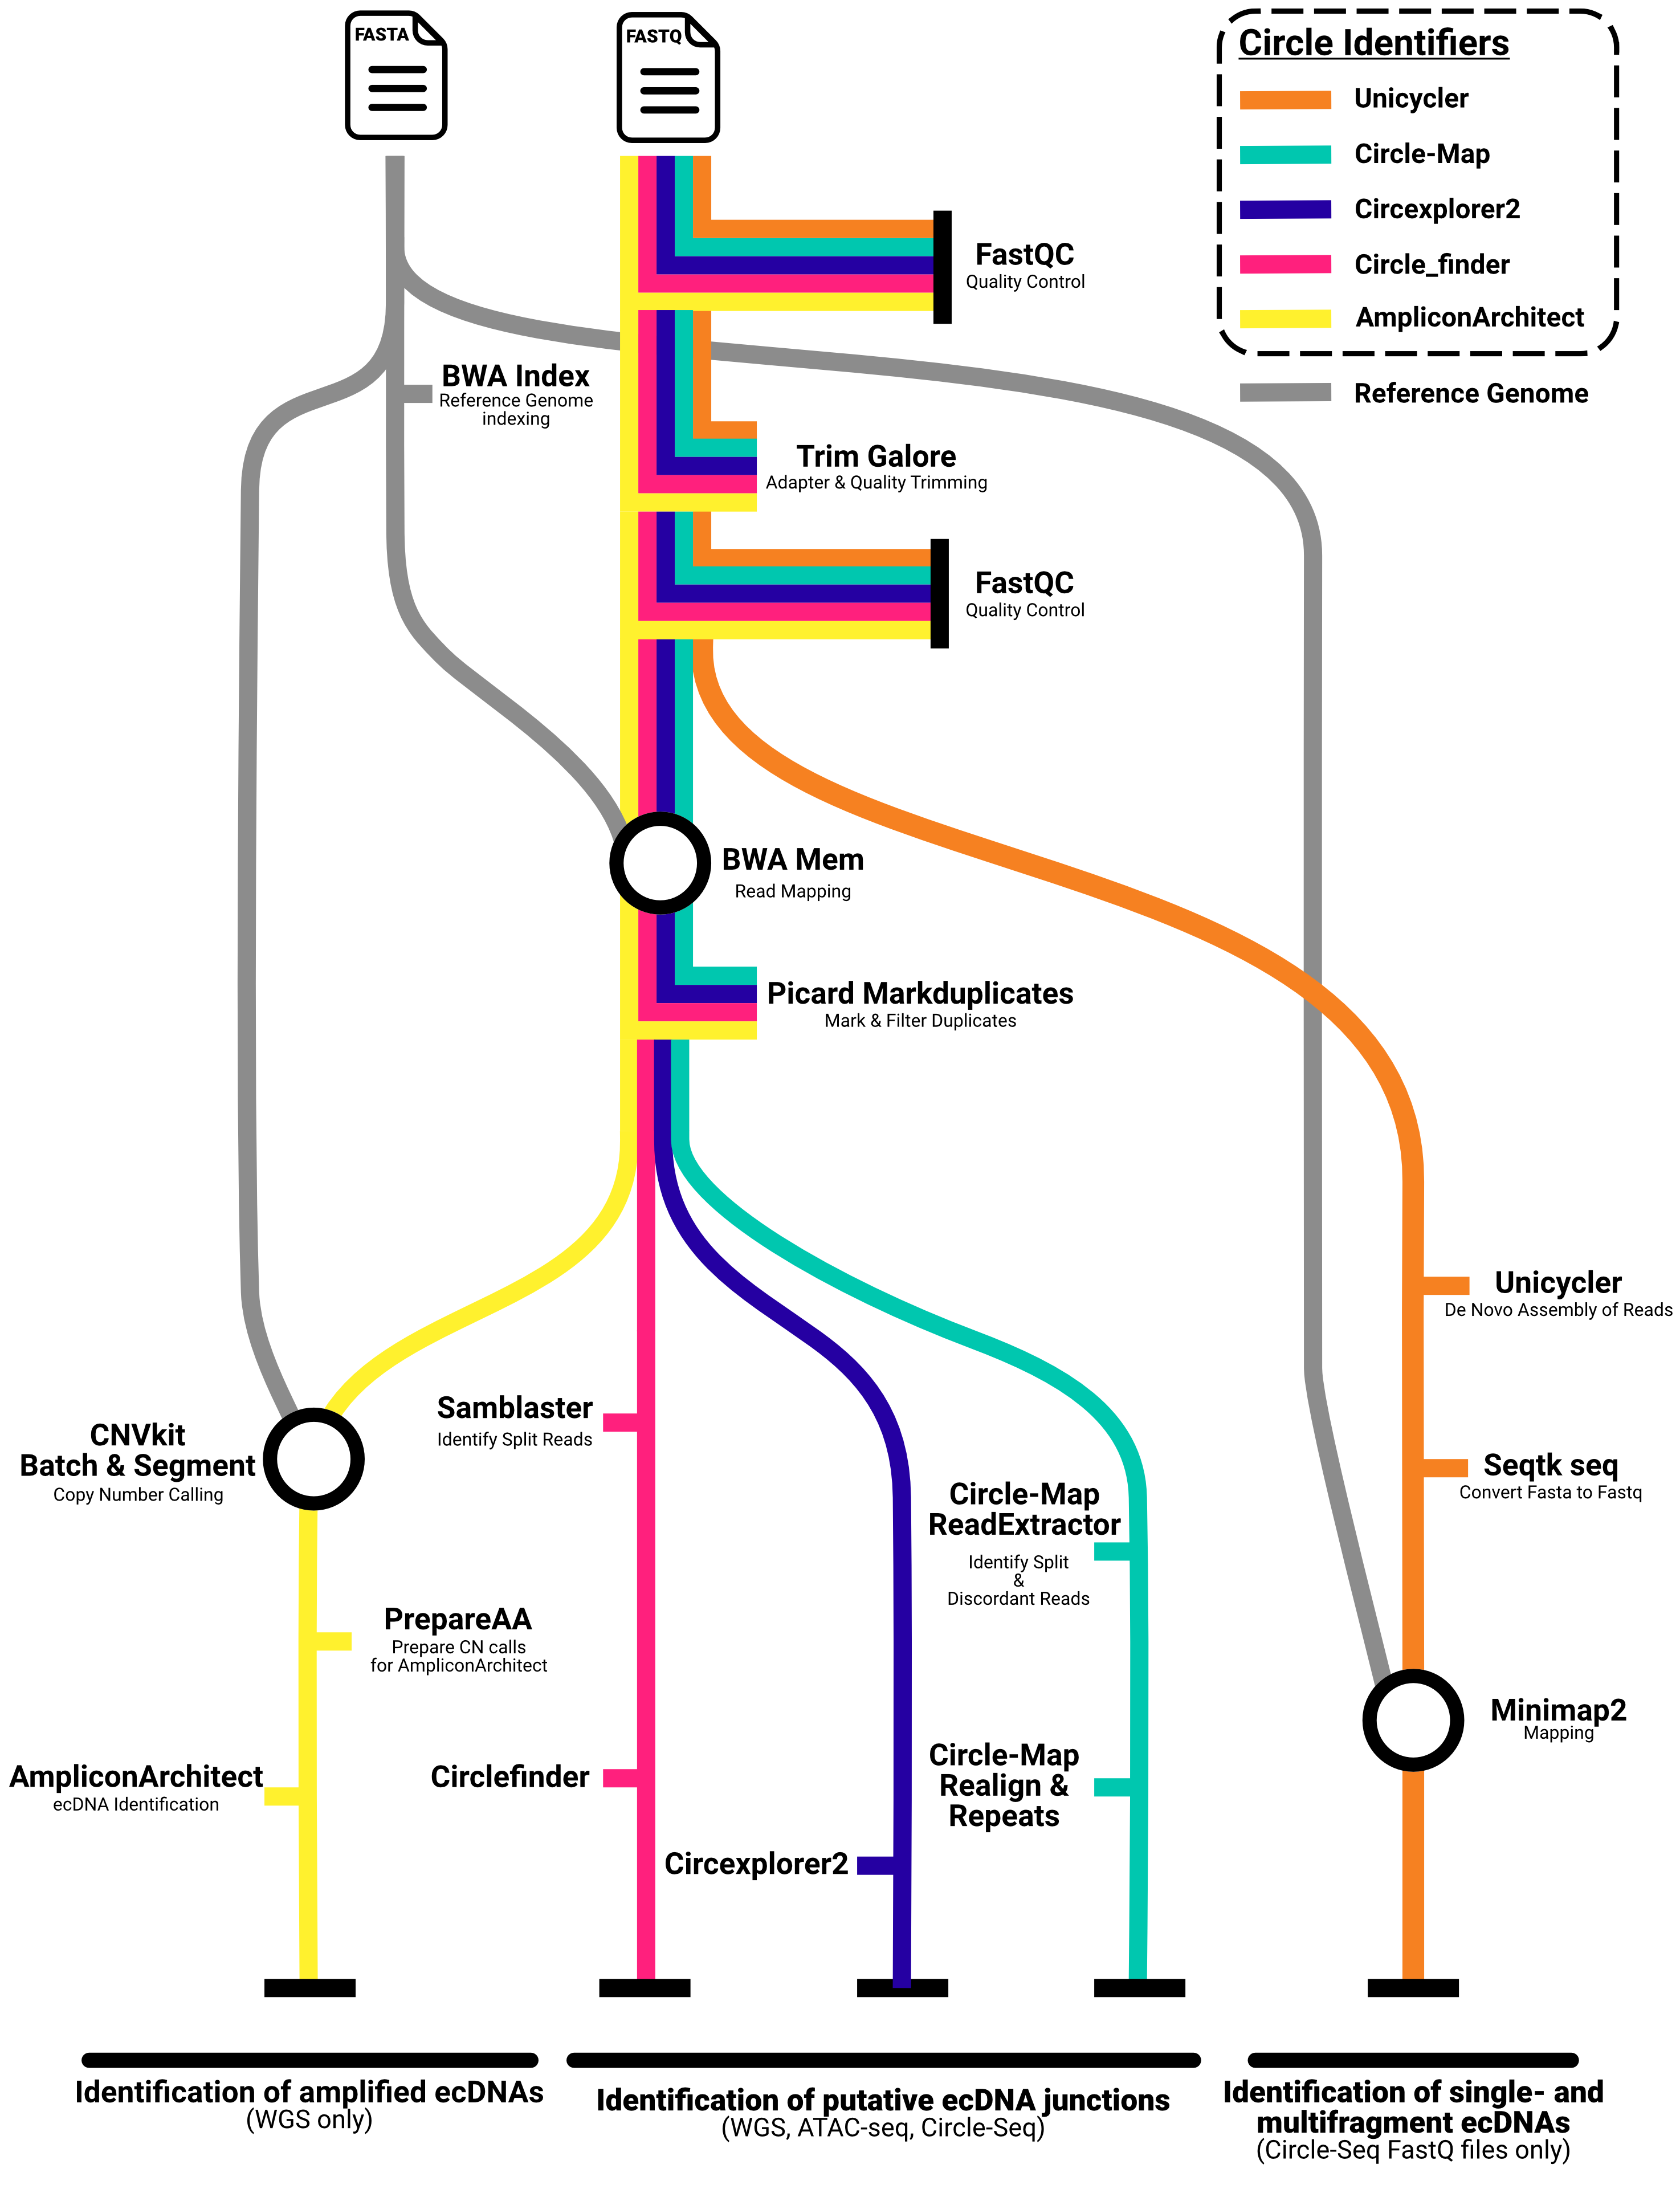 FASTA
FASTQ
Circle Identifiers
Unicycler
Circle-Map
Circexplorer2
Circle_finder
AmpliconArchitect
Reference Genome
FastQC
Quality Control
BWA Index
Reference Genome
indexing
Trim Galore
Adapter & Quality Trimming
FastQC
Quality Control
BWA Mem
Read Mapping
Picard Markduplicates
Mark & Filter Duplicates
Unicycler
De Novo Assembly of Reads
Samblaster
Identify Split Reads
CNVkit
Batch & Segment
Copy Number Calling
Seqtk seq
Convert Fasta to Fastq
Circle-Map
ReadExtractor
Identify Split
&
Discordant Reads
PrepareAA
Prepare CN calls
for AmpliconArchitect
Minimap2
Mapping
AmpliconArchitect
ecDNA Identification
Circlefinder
Circle-Map
Realign &
Repeats
Circexplorer2
Identification of amplified ecDNAs
(WGS only)
Identification of putative ecDNA junctions
(WGS, ATAC-seq, Circle-Seq)
Identification of single- and
multifragment ecDNAs
(Circle-Seq FastQ files only)